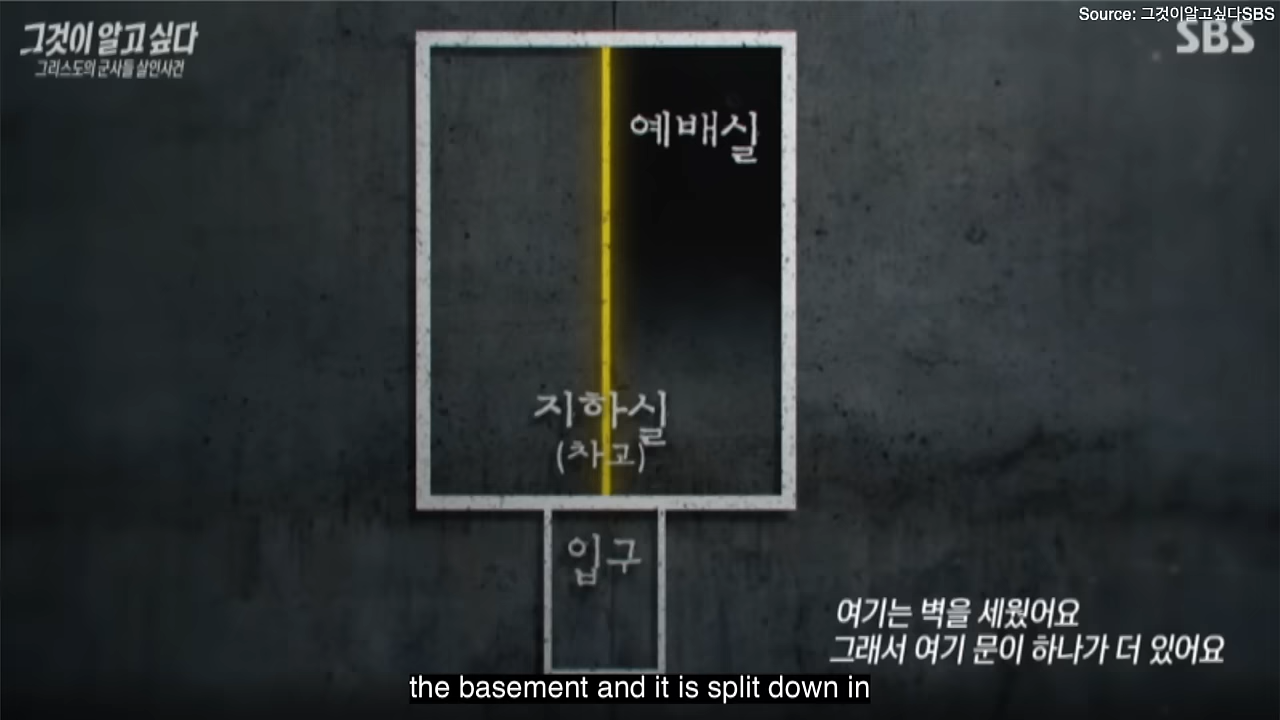 Source: 그것이알고싶다SBS
그것이 알고싶다
그리스도의 군사들 살인사건
SBS
예배실
지하실
(차고)
입구
여기는 벽을 세웠어요
그래서 여기 문이 하나가 더 있어요
the basement and it is split down in